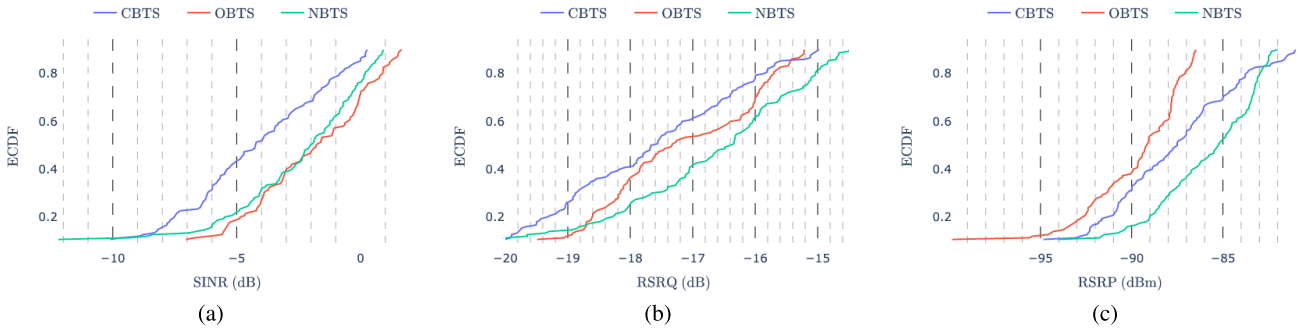 CBTS OBTS NBTS
ECDF
0.8
0.6
0.4
0.2
−10 −5 0
SINR (dB)
(a)
CBTS OBTS NBTS
ECDF
0.8
0.6
0.4
0.2
−20 −19 −18 −17 −16 −15
RSRQ (dB)
(b)
CBTS OBTS NBTS
ECDF
0.8
0.6
0.4
0.2
−95 −90 −85
RSRP (dBm)
(c)